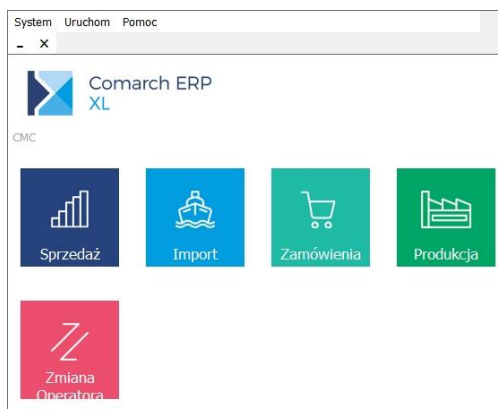 System Uruchom Pomoc
Comarch ERP
XL
CMC
Sprzedaż
Import
Zamówienia
Produkcja
Zmiana
Operatora